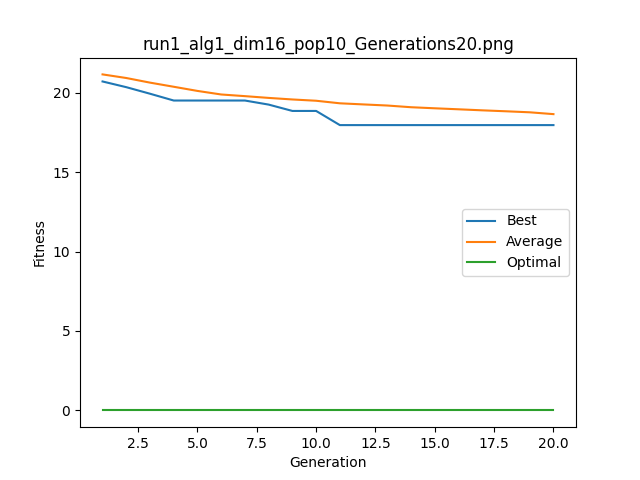 run1_alg1_dim16_pop10_Generations20.png
20
15
10
5
0
Fitness
Best
Average
Optimal
2.5 5.0 7.5 10.0 12.5 15.0 17.5 20.0
Generation